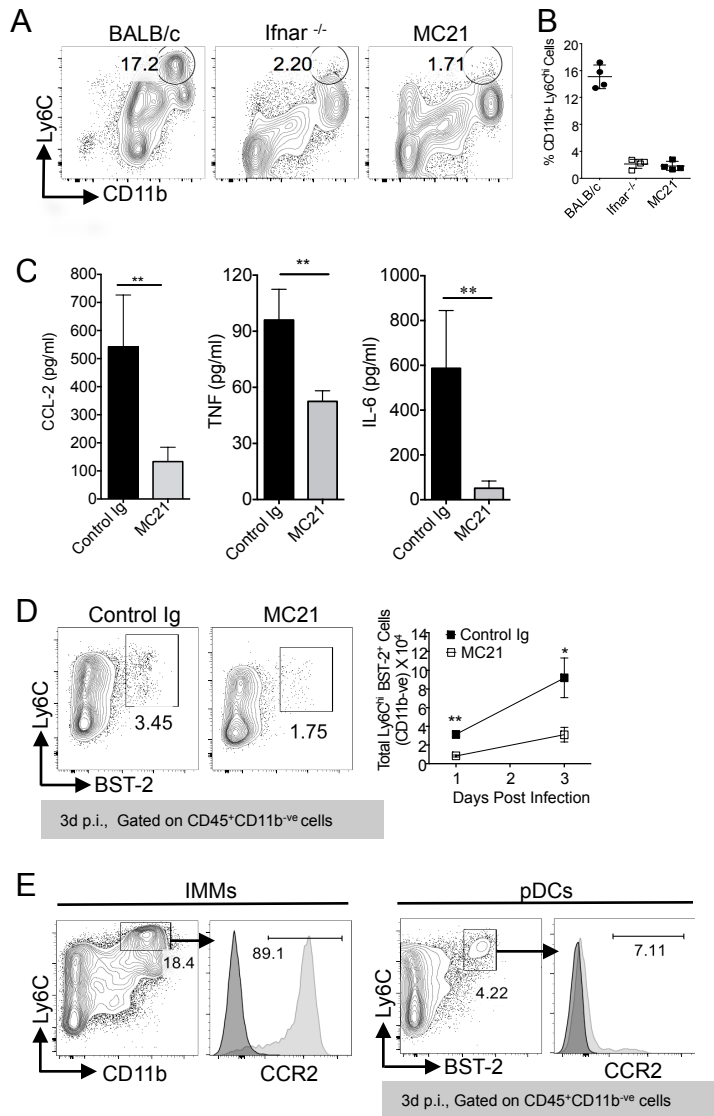 A
BALB/c
Ifnar -/-
MC21
17.2
2.20
1.71
Ly6C
CD11b
B
% CD11b+ Ly6Chi Cells
20
16
12
8
4
0
BALB/c
Ifnar -/-
MC21
C
CCL-2 (pg/ml)
800
700
600
500
400
300
200
100
0
**
Control Ig
MC21
TNF (pg/ml)
120
90
60
30
0
**
Control Ig
MC21
IL-6 (pg/ml)
1000
800
600
400
200
0
**
Control Ig
MC21
D
Control Ig
MC21
3.45
1.75
Ly6C
BST-2
3d p.i., Gated on CD45+CD11b-ve cells
Total Ly6Chi BST-2+ Cells
(CD11b-ve) X 104
14
12
10
8
6
4
2
0
Control Ig
MC21
**
*
1
2
3
Days Post Infection
E
IMMs
pDCs
18.4
89.1
4.22
7.11
Ly6C
CD11b
CCR2
Ly6C
BST-2
CCR2
3d p.i., Gated on CD45+CD11b-ve cells